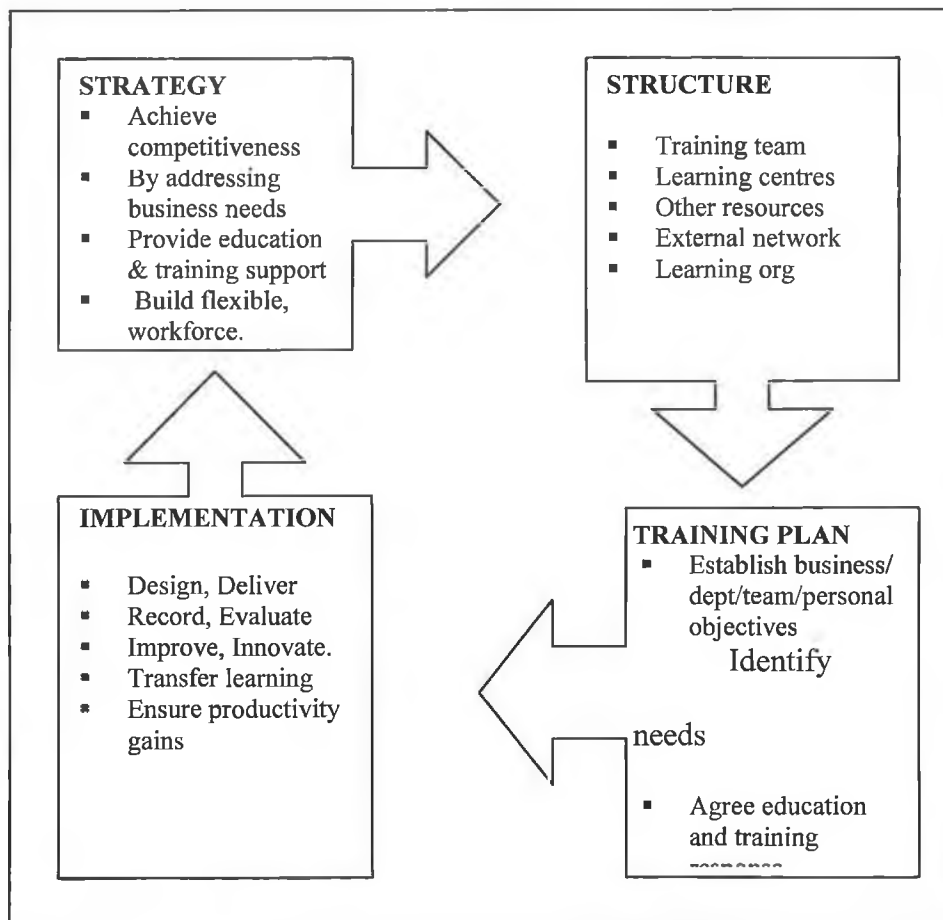 STRATEGY
▪ Achieve
competitiveness
▪ By addressing
business needs
▪ Provide education
& training support
▪ Build flexible,
workforce.
STRUCTURE
▪ Training team
▪ Learning centres
▪ Other resources
▪ External network
▪ Learning org
TRAINING PLAN
▪ Establish business/
dept/team/personal
objectives
Identify
needs
▪ Agree education
and training
IMPLEMENTATION
▪ Design, Deliver
▪ Record, Evaluate
▪ Improve, Innovate.
▪ Transfer learning
▪ Ensure productivity
gains